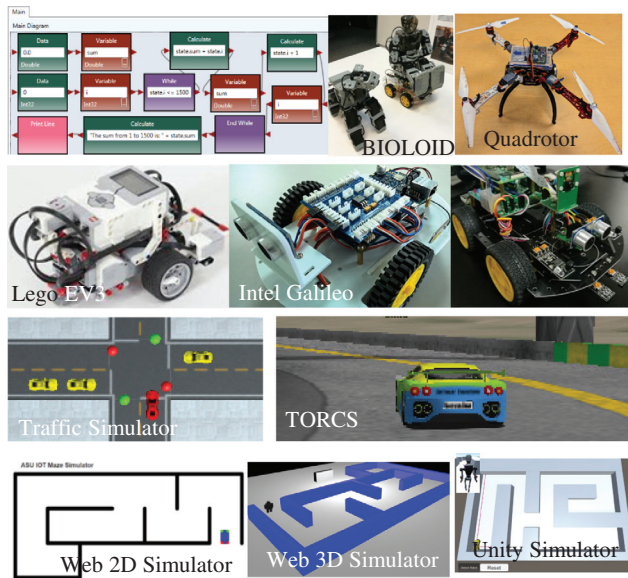 Main
Main Diagram
Data
0.0
Double
Variable
sum
Double
Calculate
state.sum + state.i
Calculate
state.i + 1
Data
0
Int32
Variable
i
Int32
While
state.i <= 1500
Variable
sum
Double
Variable
i
Int32
Print Line
Calculate
"The sum from 1 to 1500 is " + state.sum
End While
BIOLOID
Quadrotor
Lego EV3
Intel Galileo
Traffic Simulator
TORCS
ASU IOT Maze Simulator
Web 2D Simulator
Web 3D Simulator
Unity Simulator
Reset